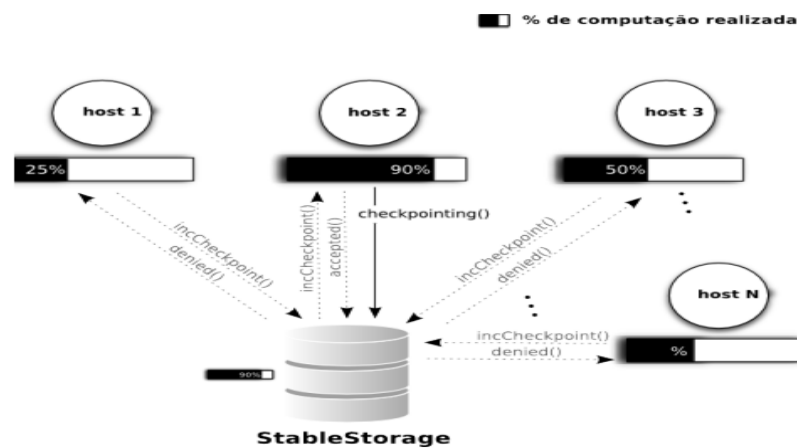 % de computação realizada
host 1
host 2
host 3
25%
90%
50%
checkpointing()
incCheckpoint()
denied()
incCheckpoint()
accepted()
incCheckpoint()
denied()
host N
incCheckpoint()
denied()
%
90%
StableStorage